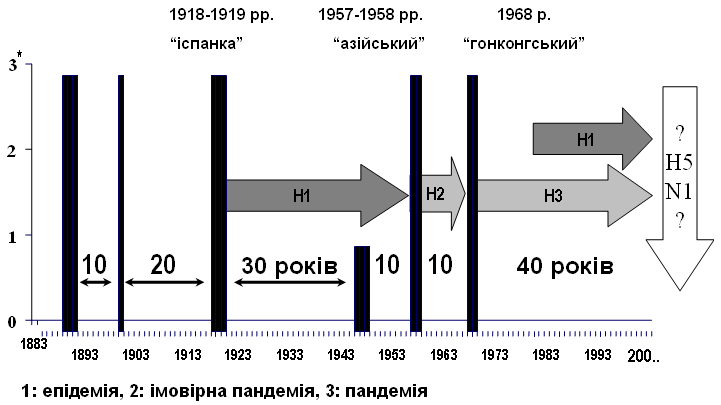 1918-1919 рр. 1957-1958 рр. 1968 р.
“іспанка” “азійський” “гонконгський”
3*
2
1
0
H1
H1
H2
H3
?
H5
N1
?
10 20 30 років 10 10 40 років
1883 1893 1903 1913 1923 1933 1943 1953 1963 1973 1983 1993 200..
1: епідемія, 2: імовірна пандемія, 3: пандемія